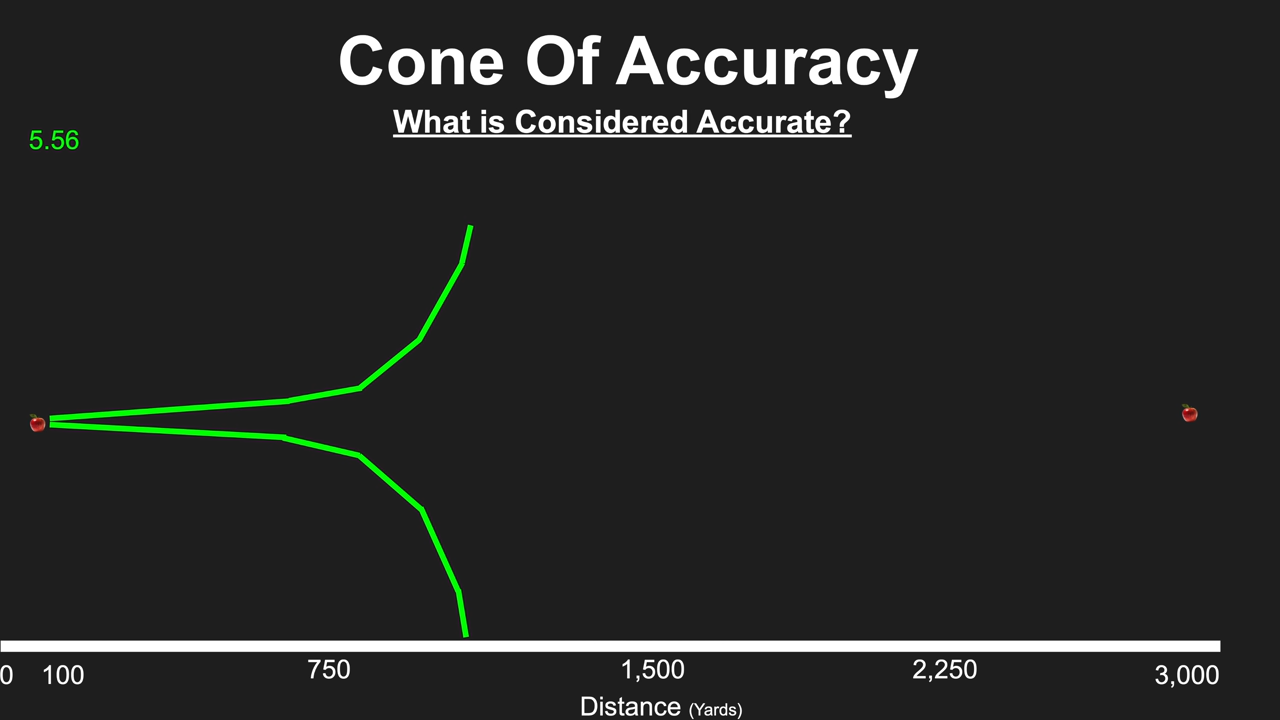 Cone Of Accuracy
What is Considered Accurate?
5.56
0 100 750 1,500 2,250 3,000
Distance (Yards)